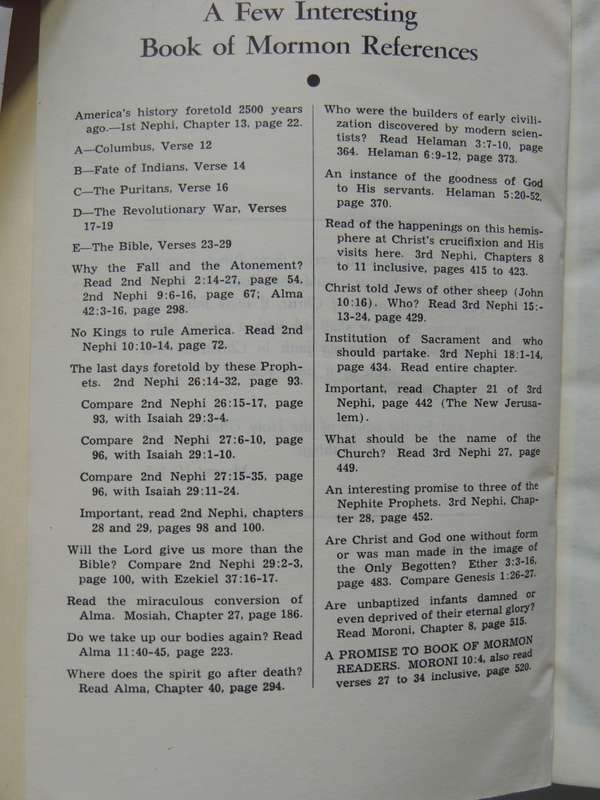 A Few Interesting
Book of Mormon References
America's history foretold 2500 years
ago.—1st Nephi, Chapter 13, page 22.
A—Columbus, Verse 12
B—Fate of Indians, Verse 14
C—The Puritans, Verse 16
D—The Revolutionary War, Verses
17-19
E—The Bible, Verses 23-29
Why the Fall and the Atonement?
Read 2nd Nephi 2:14-27, page 54,
2nd Nephi 9:6-16, page 67; Alma
42:3-16, page 298.
No Kings to rule America. Read 2nd
Nephi 10:10-14, page 72.
The last days foretold by these Proph-
ets. 2nd Nephi 26:14-32, page 93.
Compare 2nd Nephi 26:15-17, page
93, with Isaiah 29:3-4.
Compare 2nd Nephi 27:6-10, page
96, with Isaiah 29:1-10.
Compare 2nd Nephi 27:15-35, page
96, with Isaiah 29:11-24.
Important, read 2nd Nephi, chapters
28 and 29, pages 98 and 100.
Will the Lord give us more than the
Bible? Compare 2nd Nephi 29:2-3,
page 100, with Ezekiel 37:16-17.
Read the miraculous conversion of
Alma. Mosiah, Chapter 27, page 186.
Do we take up our bodies again? Read
Alma 11:40-45, page 223.
Where does the spirit go after death?
Read Alma, Chapter 40, page 294.
Who were the builders of early civili-
zation discovered by modern scien-
tists? Read Helaman 3:7-10, page
364. Helaman 6:9-12, page 373.
An instance of the goodness of God
to His servants. Helaman 5:20-52,
page 370.
Read of the happenings on this hemis-
phere at Christ's crucifixion and His
visits here. 3rd Nephi, Chapters 8
to 11 inclusive, pages 415 to 423.
Christ told Jews of other sheep (John
10:16). Who? Read 3rd Nephi 15:-
13-24, page 429.
Institution of Sacrament and who
should partake. 3rd Nephi 18:1-14,
page 434. Read entire chapter.
Important, read Chapter 21 of 3rd
Nephi, page 442 (The New Jerusa-
lem).
What should be the name of the
Church? Read 3rd Nephi 27, page
449.
An interesting promise to three of the
Nephite Prophets. 3rd Nephi, Chap-
ter 28, page 452.
Are Christ and God one without form
or was man made in the image of
the Only Begotten? Ether 3:3-16,
page 483. Compare Genesis 1:26-27.
Are unbaptized infants damned or
even deprived of their eternal glory?
Read Moroni, Chapter 8, page 515.
A PROMISE TO BOOK OF MORMON
READERS. MORONI 10:4, also read
verses 27 to 34 inclusive, page 520.